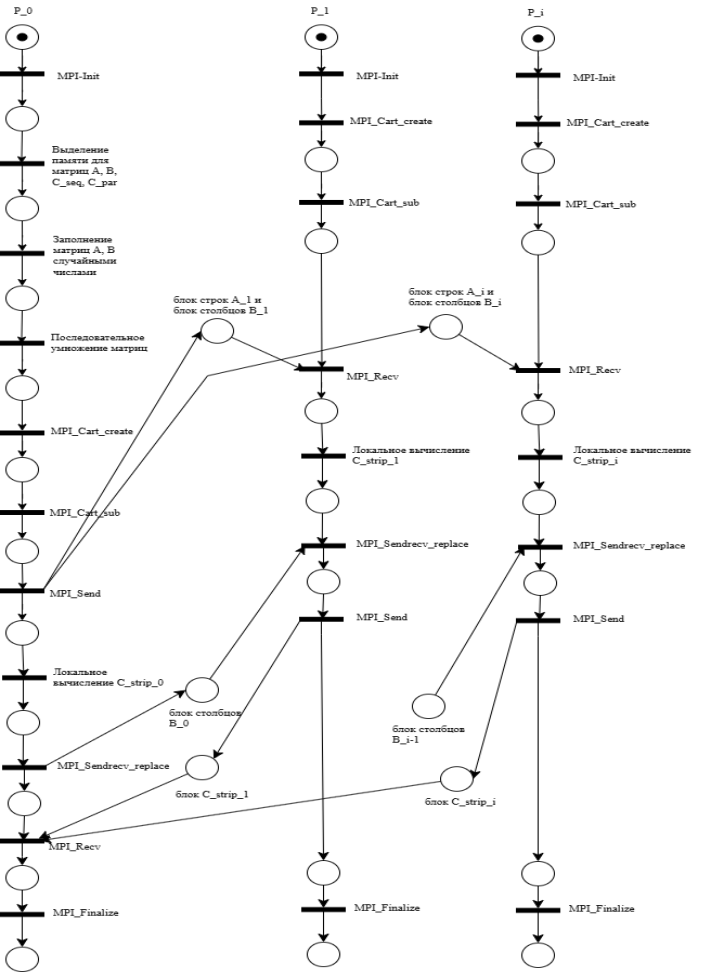 P_0
P_1
P_i
MPI-Init
MPI-Init
MPI-Init
MPI_Cart_create
MPI_Cart_create
Выделение
памяти для
матриц A, B,
C_seq, C_par
MPI_Cart_sub
MPI_Cart_sub
Заполнение
матриц A, B
случайными
числами
блок строк A_1 и
блок столбцов B_1
блок строк A_i и
блок столбцов B_i
Последовательное
умножение матриц
MPI_Recv
MPI_Recv
MPI_Cart_create
Локальное вычисление
C_strip_1
Локальное вычисление
C_strip_i
MPI_Cart_sub
MPI_Sendrecv_replace
MPI_Sendrecv_replace
MPI_Send
MPI_Send
MPI_Send
Локальное
вычисление C_strip_0
блок столбцов
B_0
блок столбцов
B_i-1
MPI_Sendrecv_replace
блок C_strip_1
блок C_strip_i
MPI_Recv
MPI_Finalize
MPI_Finalize
MPI_Finalize